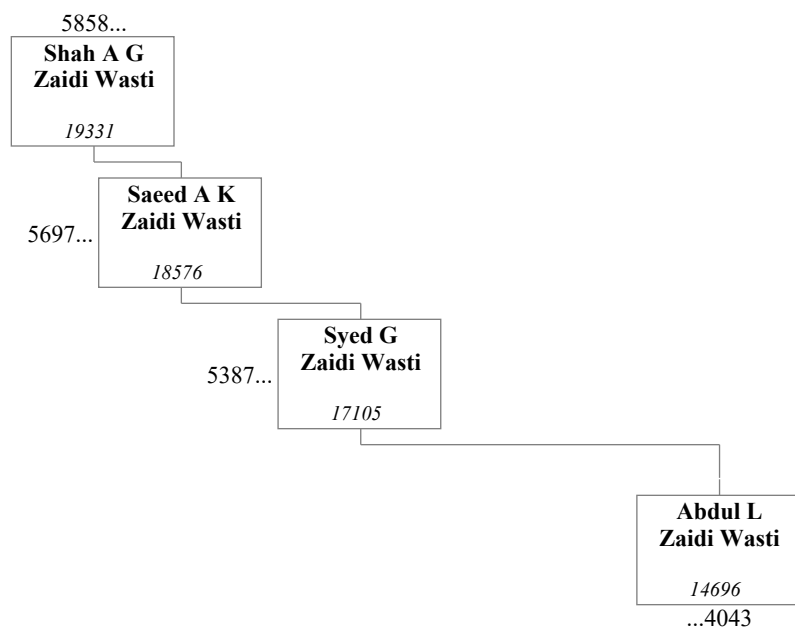 5858...
Shah A G
Zaidi Wasti
19331
Saeed A K
Zaidi Wasti
5697...
18576
Syed G
Zaidi Wasti
5387...
17105
Abdul L
Zaidi Wasti
14696
...4043